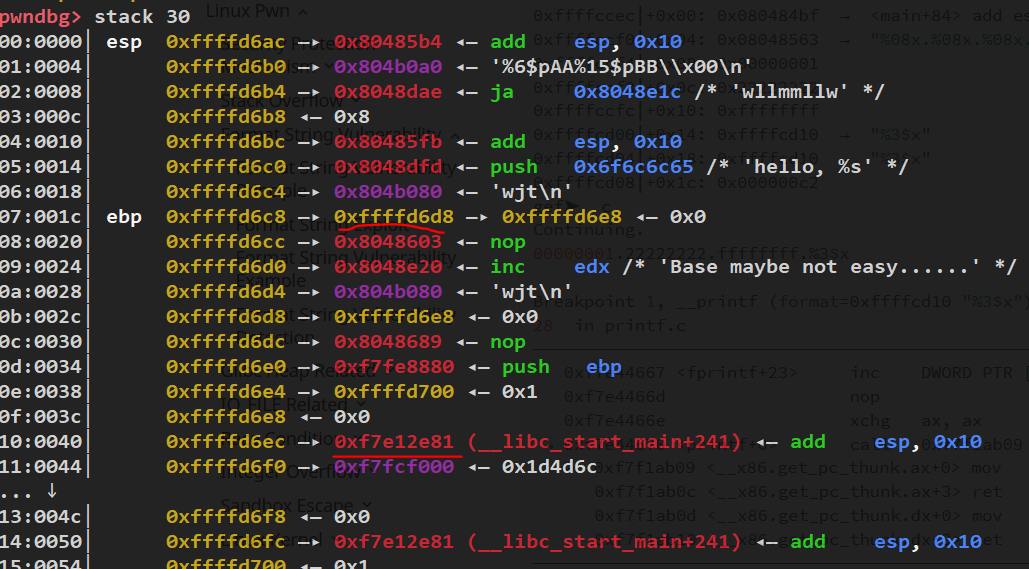 pwndbg> stack 30
00:0000│ esp 0xffffd6ac —▸ 0x80485b4 ◂— add esp, 0x10
01:0004│ 0xffffd6b0 —▸ 0x804b0a0 ◂— '%6$pAA%15$pBB\\x00\n'
02:0008│ 0xffffd6b4 —▸ 0x8048dae ◂— ja 0x8048e1c /* 'wllmmllw' */
03:000c│ 0xffffd6b8 ◂— 0x8
04:0010│ 0xffffd6bc —▸ 0x80485fb ◂— add esp, 0x10
05:0014│ 0xffffd6c0 —▸ 0x8048dfd ◂— push 0x6f6c6c65 /* 'hello, %s' */
06:0018│ 0xffffd6c4 —▸ 0x804b080 ◂— 'wjt\n'
07:001c│ ebp 0xffffd6c8 —▸ 0xffffd6d8 —▸ 0xffffd6e8 ◂— 0x0
08:0020│ 0xffffd6cc —▸ 0x8048603 ◂— nop
09:0024│ 0xffffd6d0 —▸ 0x8048e20 ◂— inc edx /* 'Base maybe not easy......' */
0a:0028│ 0xffffd6d4 —▸ 0x804b080 ◂— 'wjt\n'
0b:002c│ 0xffffd6d8 —▸ 0xffffd6e8 ◂— 0x0
0c:0030│ 0xffffd6dc —▸ 0x8048689 ◂— nop
0d:0034│ 0xffffd6e0 —▸ 0xf7fe8880 ◂— push ebp
0e:0038│ 0xffffd6e4 —▸ 0xffffd700 ◂— 0x1
0f:003c│ 0xffffd6e8 ◂— 0x0
10:0040│ 0xffffd6ec —▸ 0xf7e12e81 (__libc_start_main+241) ◂— add esp, 0x10
11:0044│ 0xffffd6f0 —▸ 0xf7fcf000 ◂— 0x1d4d6c
... ↓
13:004c│ 0xffffd6f8 ◂— 0x0
14:0050│ 0xffffd6fc —▸ 0xf7e12e81 (__libc_start_main+241) ◂— add esp, 0x10
15:0054│ 0xffffd700 ◂— 0x1